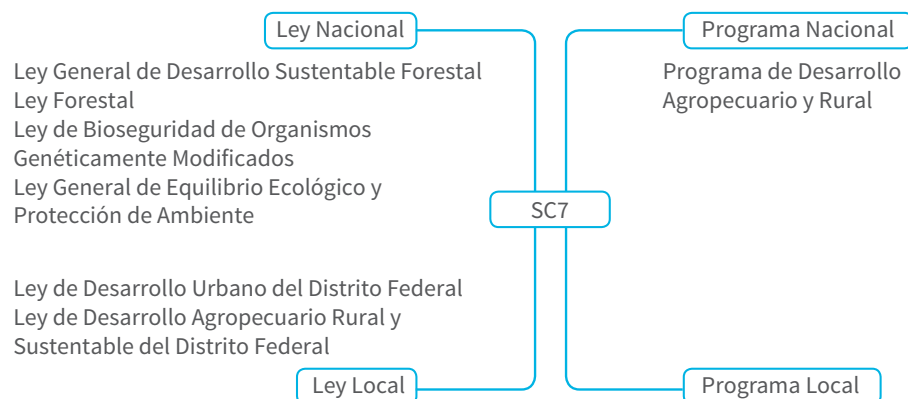 Ley Nacional
Ley General de Desarrollo Sustentable Forestal
Ley Forestal
Ley de Bioseguridad de Organismos
Genéticamente Modificados
Ley General de Equilibrio Ecológico y
Protección de Ambiente
Programa Nacional
Programa de Desarrollo
Agropecuario y Rural
SC7
Ley de Desarrollo Urbano del Distrito Federal
Ley de Desarrollo Agropecuario Rural y
Sustentable del Distrito Federal
Ley Local
Programa Local